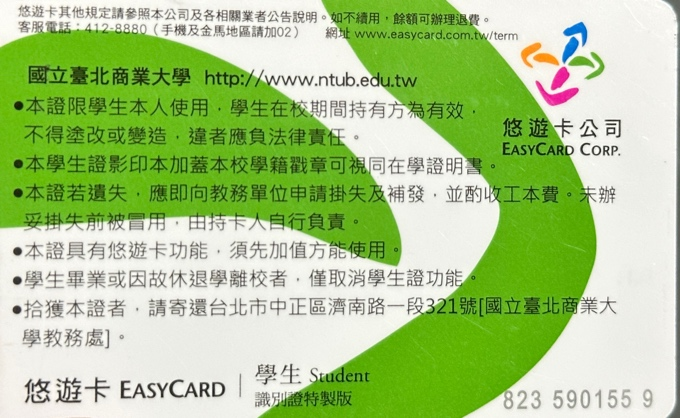 悠遊卡其他規定請參照本公司及各相關業者公告說明。如不續用，餘額可辦理退費。
客服電話：412-8880（手機及金馬地區請加02） 網址 www.easycard.com.tw/term
國立臺北商業大學 http://www.ntub.edu.tw
●本證限學生本人使用，學生在校期間持有方為有效，
不得塗改或變造，違者應負法律責任。
●本學生證影印本加蓋本校學籍戳章可視同在學證明書。
●本證若遺失，應即向教務單位申請掛失及補發，並酌收工本費。未辦
妥掛失前被冒用，由持卡人自行負責。
●本證具有悠遊卡功能，須先加值方能使用。
●學生畢業或因故休退學離校者，僅取消學生證功能。
●拾獲本證者，請寄還台北市中正區濟南路一段321號[國立臺北商業大
學教務處]。
悠遊卡公司
EASYCARD CORP.
悠遊卡 EASYCARD
學生 Student
識別證特製版
823 590155 9